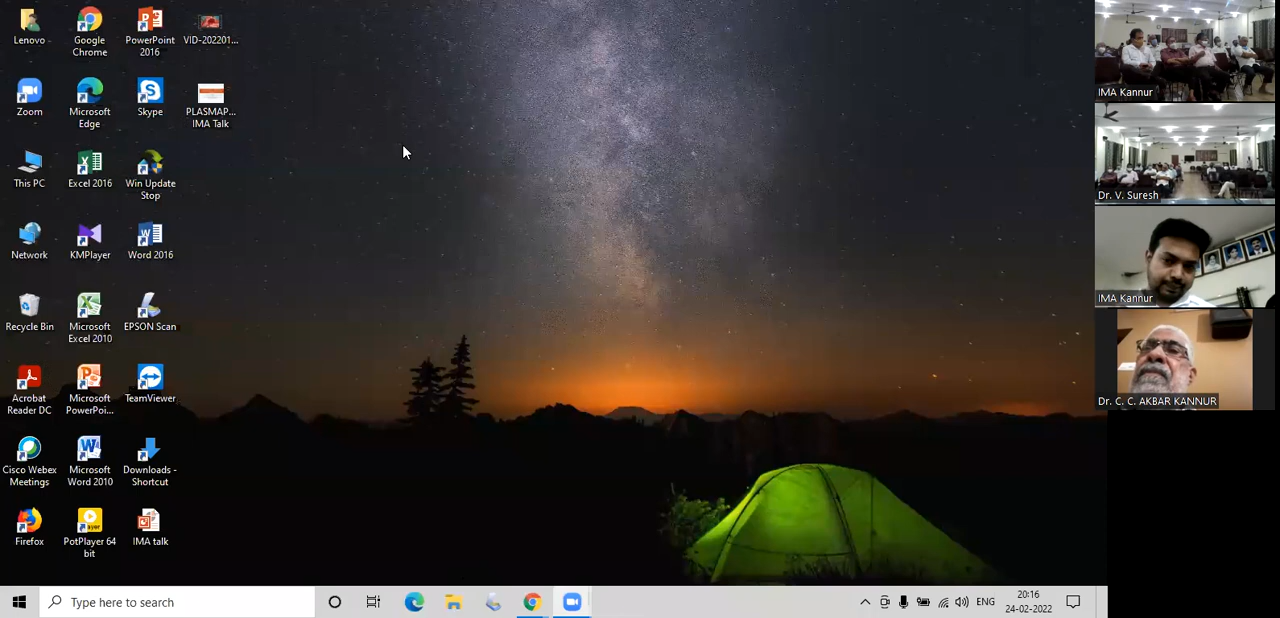 Lenovo
Google
Chrome
PowerPoint
2016
VID-202201...
Zoom
Microsoft
Edge
Skype
PLASMAP...
IMA Talk
This PC
Excel 2016
Win Update
Stop
Network
KMPlayer
Word 2016
Recycle Bin
Microsoft
Excel 2010
EPSON Scan
Acrobat
Reader DC
Microsoft
PowerPoi...
TeamViewer
Cisco Webex
Meetings
Microsoft
Word 2010
Downloads -
Shortcut
Firefox
PotPlayer 64
bit
IMA talk
IMA Kannur
Dr. V. Suresh
IMA Kannur
Dr. C. C. AKBAR KANNUR
Type here to search
ENG
20:16
24-02-2022